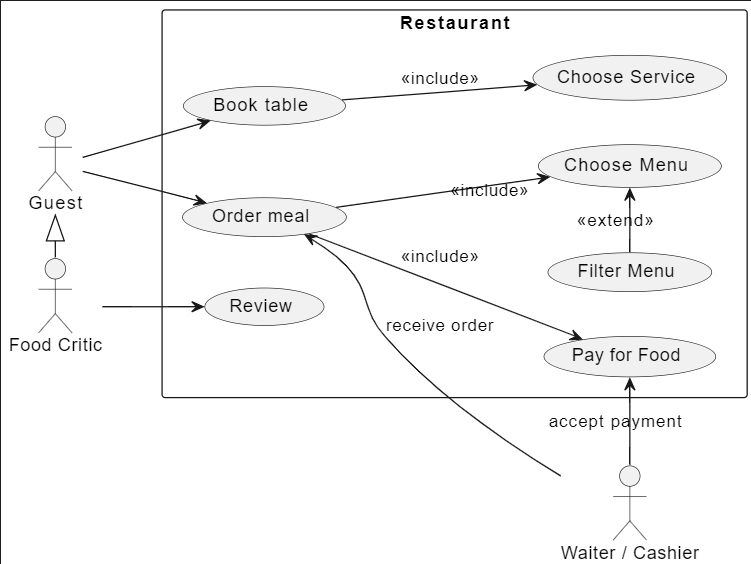 Restaurant
«include»
Choose Service
Book table
Choose Menu
«include»
Guest
Order meal
«extend»
«include»
Filter Menu
Review
receive order
Food Critic
Pay for Food
accept payment
Waiter / Cashier